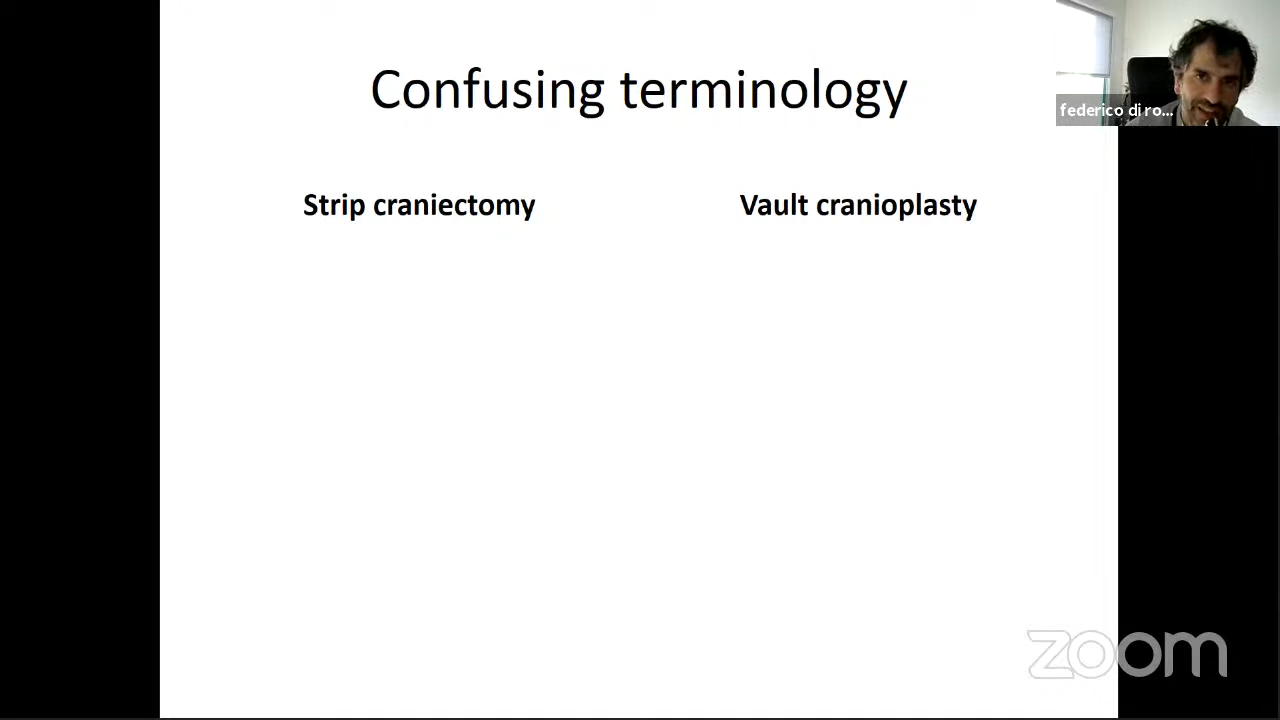 Confusing terminology
federico di ro...
Strip craniectomy
Vault cranioplasty
zoom